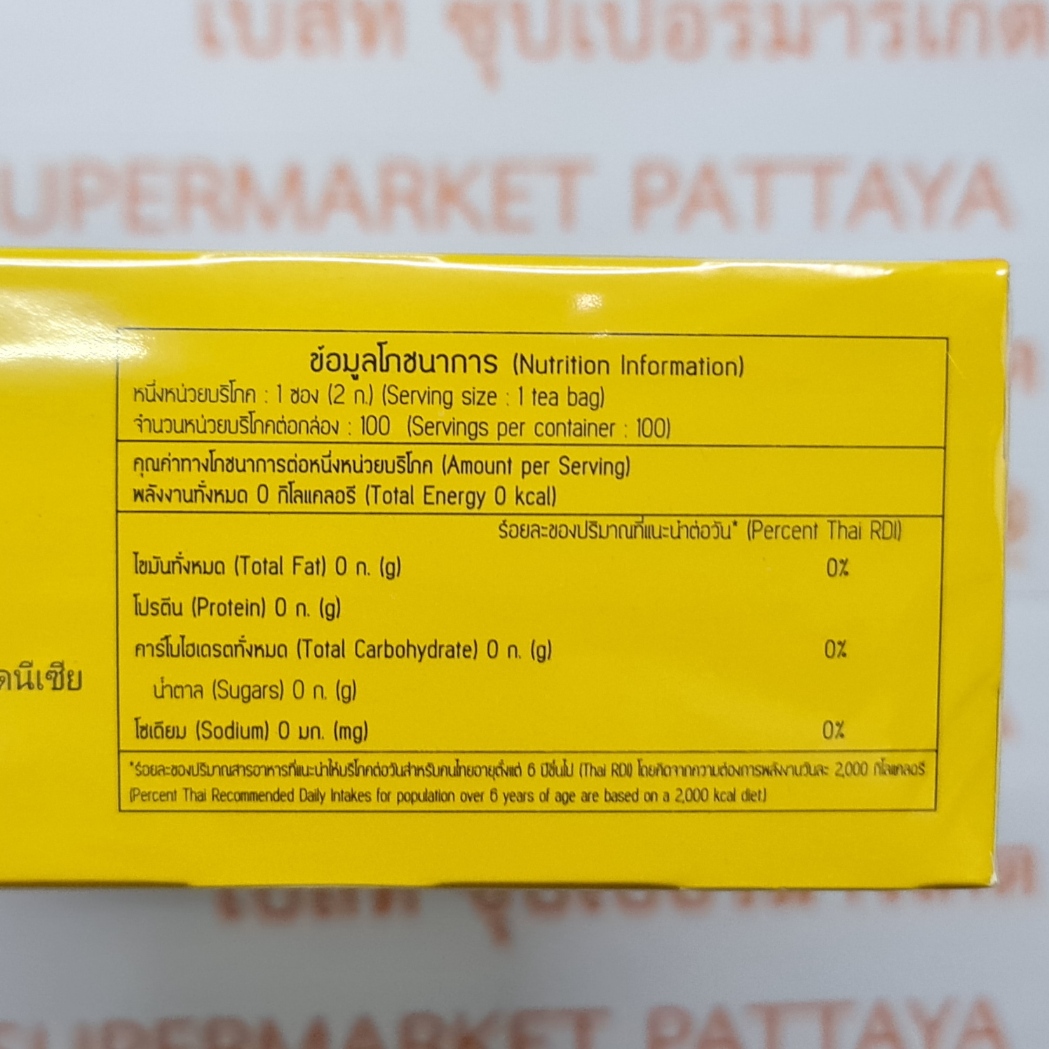 เบสท์ ซุปเปอร์มาร์เก็ต
SUPERMARKET PATTAYA
ข้อมูลโภชนาการ (Nutrition Information)
หนึ่งหน่วยบริโภค : 1 ซอง (2 ก.) (Serving size : 1 tea bag)
จำนวนหน่วยบริโภคต่อกล่อง : 100 (Servings per container : 100)
คุณค่าทางโภชนาการต่อหนึ่งหน่วยบริโภค (Amount per Serving)
พลังงานทั้งหมด 0 กิโลแคลอรี (Total Energy 0 kcal)
ร้อยละของปริมาณที่แนะนำต่อวัน* (Percent Thai RDI)
ไขมันทั้งหมด (Total Fat) 0 ก. (g) 0%
โปรตีน (Protein) 0 ก. (g)
คาร์โบไฮเดรตทั้งหมด (Total Carbohydrate) 0 ก. (g) 0%
น้ำตาล (Sugars) 0 ก. (g)
โซเดียม (Sodium) 0 มก. (mg) 0%
*ร้อยละของปริมาณสารอาหารที่แนะนำให้บริโภคต่อวันสำหรับคนไทยอายุตั้งแต่ 6 ปีขึ้นไป (Thai RDI) โดยคิดจากความต้องการพลังงานวันละ 2,000 กิโลแคลอรี
(Percent Thai Recommended Daily Intakes for population over 6 years of age are based on a 2,000 kcal diet.)
SUPERMARKET PATTAYA